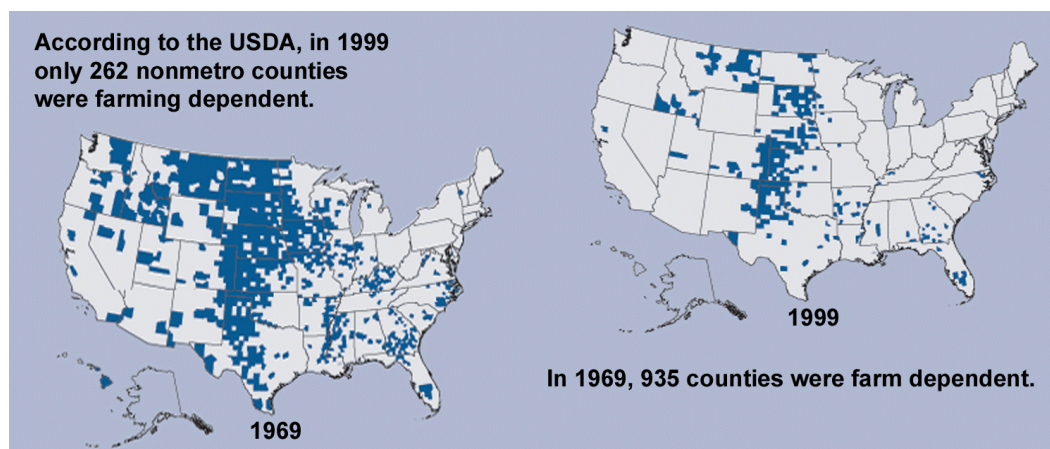 According to the USDA, in 1999
only 262 nonmetro counties
were farming dependent.
1969
1999
In 1969, 935 counties were farm dependent.